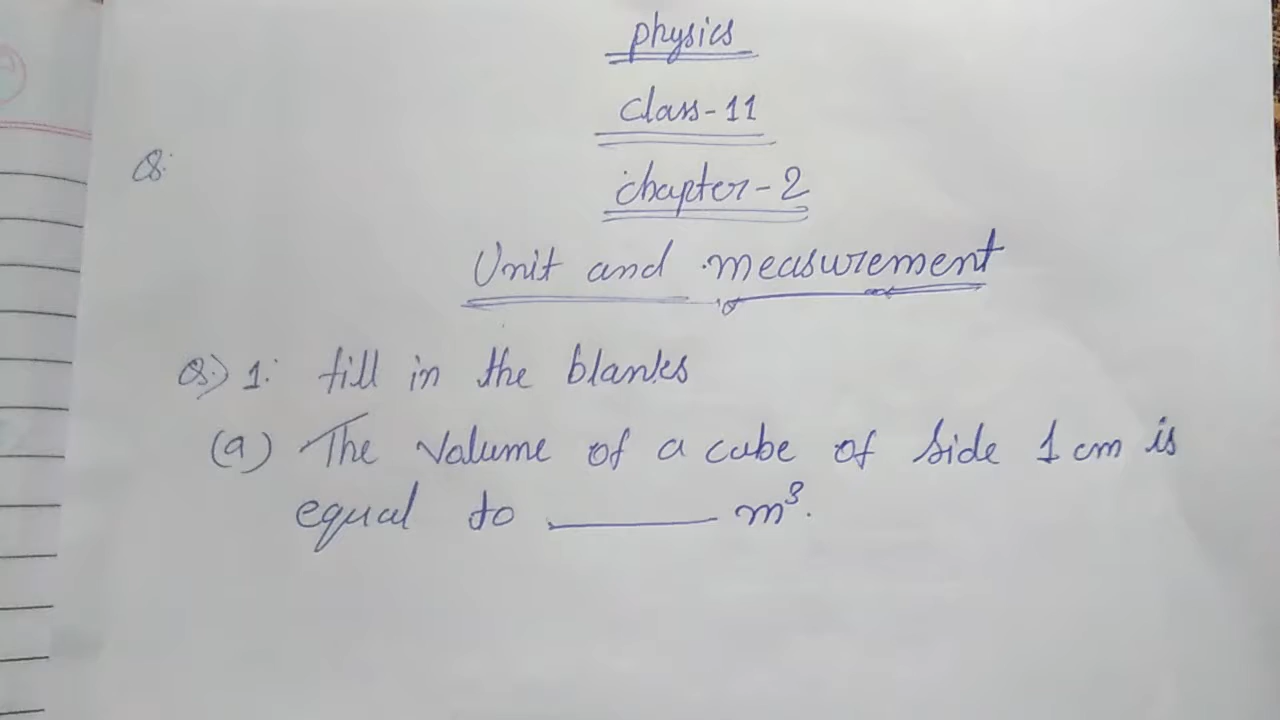 physics
Class-11
Q.
chapter-2
Unit and measurement
Q.) 1. fill in the blanks
(a) The Valume of a cube of side 1 cm is
equal to ______ m³.